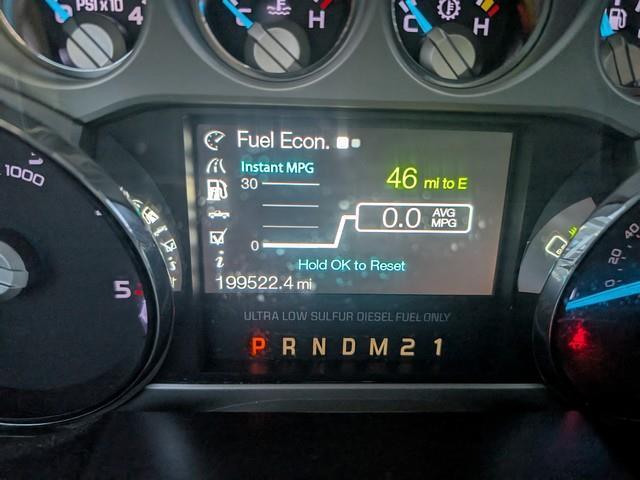 PSI x 10 4
C H
C
x 1000
5
Fuel Econ.
Instant MPG
30
46 mi to E
0.0 AVG MPG
0
Hold OK to Reset
i
199522.4 mi
ULTRA LOW SULFUR DIESEL FUEL ONLY
P R N D M 2 1
0
20
40